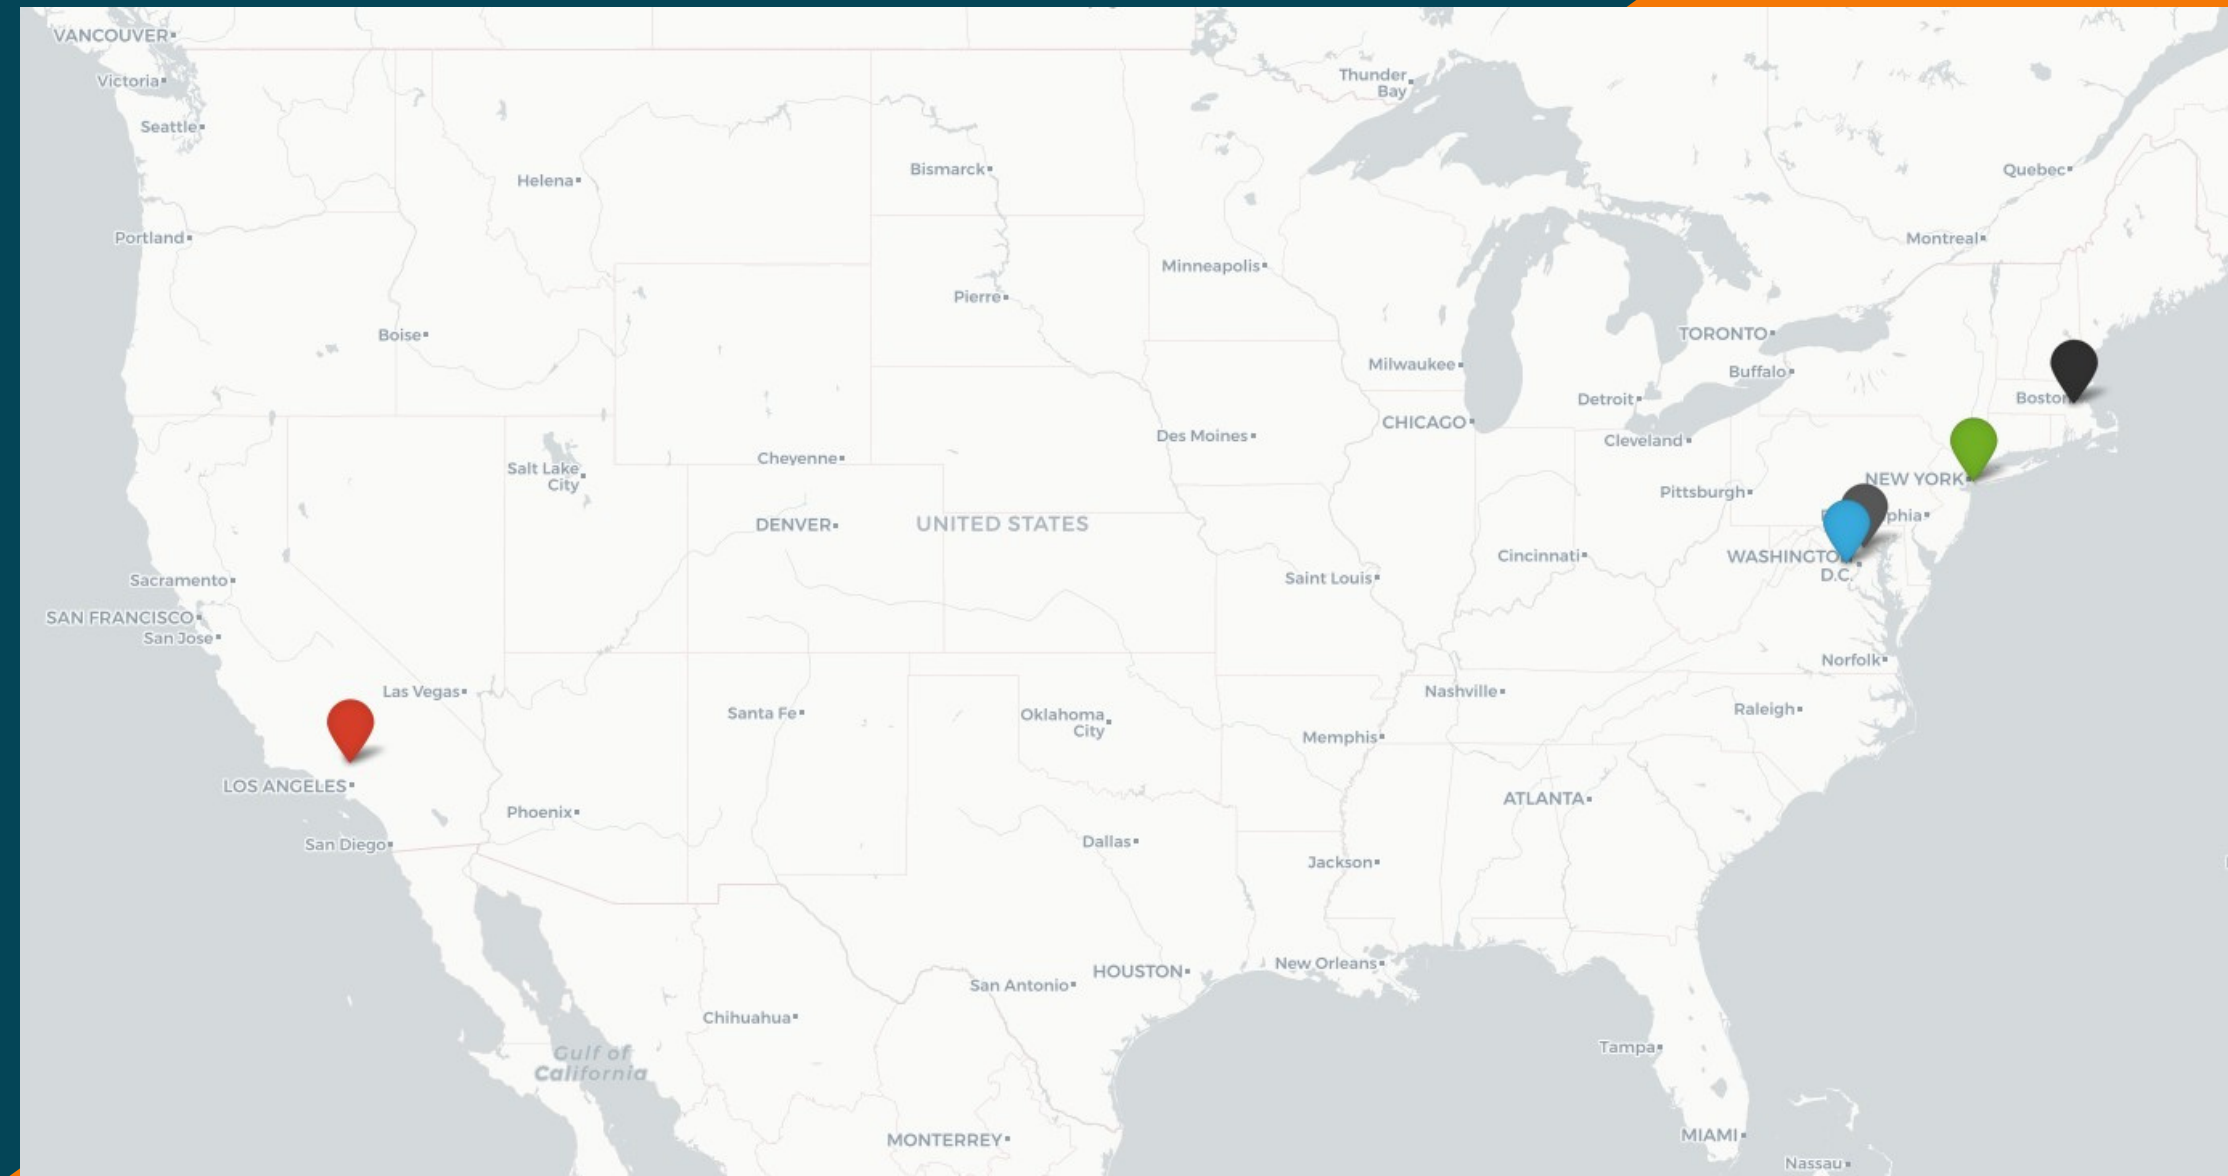 VANCOUVER
Victoria
Seattle
Portland
Helena
Bismarck
Thunder
Bay
Quebec
Montreal
Minneapolis
Pierre
Boise
TORONTO
Buffalo
Milwaukee
Detroit
CHICAGO
Cleveland
Des Moines
Cheyenne
Salt Lake
City
NEW YORK
Pittsburgh
DENVER
UNITED STATES
Cincinnati
Saint Louis
D.C.
Sacramento
SAN FRANCISCO
San Jose
Norfolk
Las Vegas
Nashville
Santa Fe
Oklahoma
City
Raleigh
Memphis
LOS ANGELES
Phoenix
ATLANTA
San Diego
Dallas
Jackson
New Orleans
HOUSTON
San Antonio
Chihuahua
Gulf of
California
Tampa
MONTERREY
MIAMI
Nassau